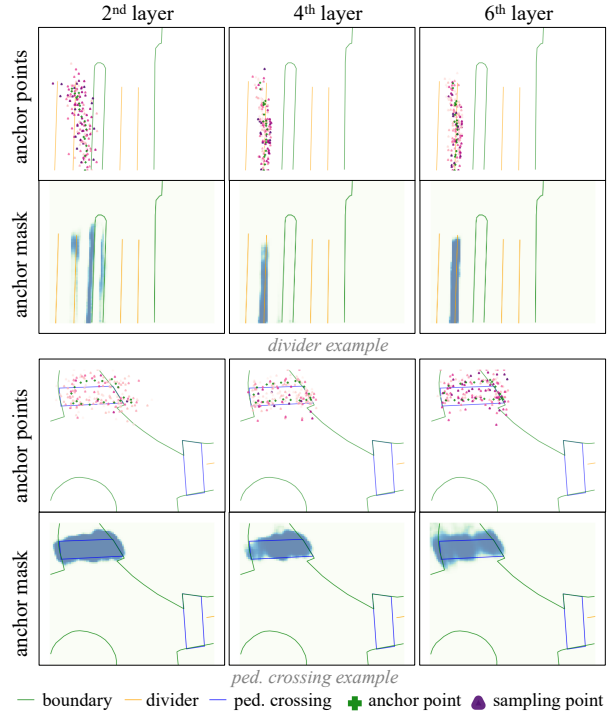 2nd layer 4th layer 6th layer
anchor points
anchor mask
divider example
anchor points
anchor mask
ped. crossing example
boundary divider ped. crossing anchor point sampling point